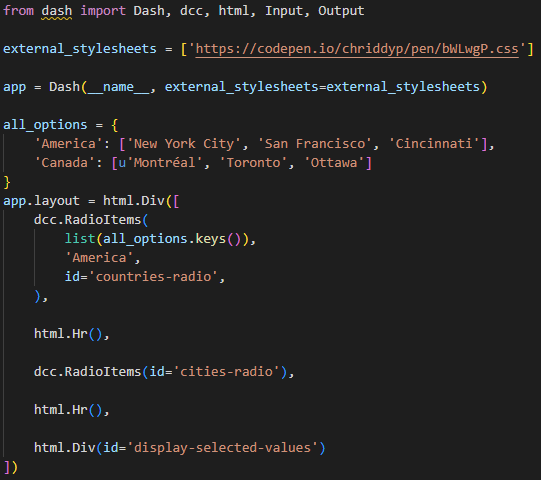 from dash import Dash, dcc, html, Input, Output
external_stylesheets = ['https://codepen.io/chriddyp/pen/bWLwgP.css']
app = Dash(__name__, external_stylesheets=external_stylesheets)
all_options = {
    'America': ['New York City', 'San Francisco', 'Cincinnati'],
    'Canada': [u'Montréal', 'Toronto', 'Ottawa']
}
app.layout = html.Div([
    dcc.RadioItems(
        list(all_options.keys()),
        'America',
        id='countries-radio',
    ),
    html.Hr(),
    dcc.RadioItems(id='cities-radio'),
    html.Hr(),
    html.Div(id='display-selected-values')
])